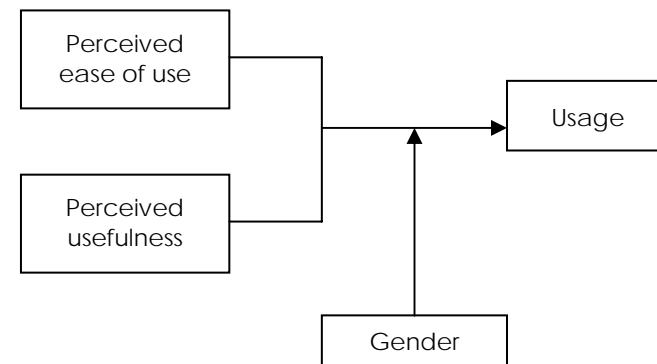 Perceived
ease of use
Usage
Perceived
usefulness
Gender